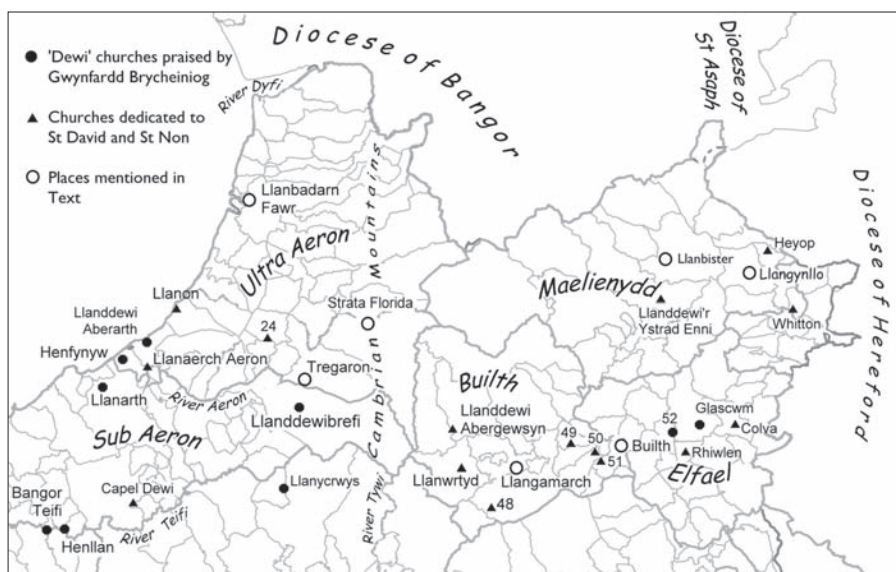 'Dewi' churches praised by
Gwynfardd Brycheiniog
Churches dedicated to
St David and St Non
Places mentioned in
Text
Diocese of Bangor
Diocese of
St Asaph
Diocese of Hereford
River Dyfi
Llanbadarn
Fawr
Ultra Aeron
Cambrian Mountains
Llanon
Llanddewi
Aberarth
Henfynyw
Llanaerch Aeron
24
Strata Florida
Tregaron
Llanarth
River Aeron
Llanddewibrefi
Sub Aeron
Bangor
Teifi
Capel Dewi
Henllan
River Teifi
Llanycrwys
River Tywi
Maelienydd
Llanbister
Heyop
Llangynllo
Llanddewi'r
Ystrad Enni
Whitton
Builth
Llanddewi
Abergewsyn
49
50
51
Builth
52
Glascwm
Colva
Rhiwlen
Elfael
Llanwrtyd
Llangamarch
48